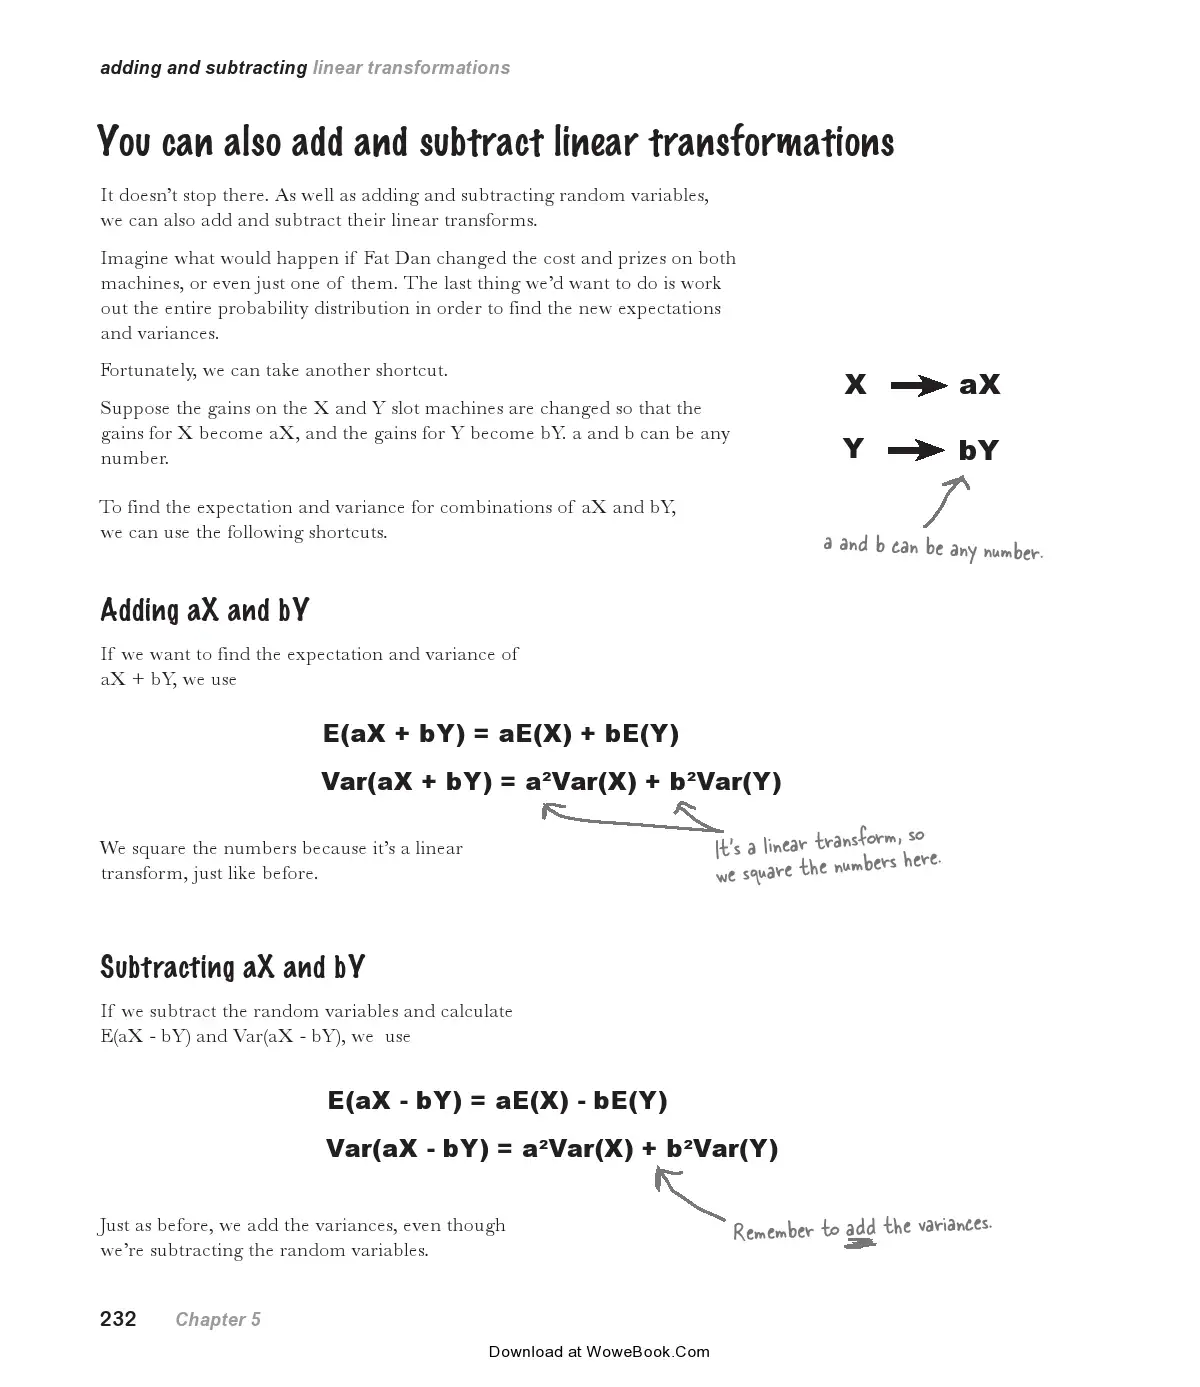 adding and subtracting linear transformations
You can also add and subtract linear transformations
It doesn’t stop there. As well as adding and subtracting random variables,
we can also add and subtract their linear transforms.
Imagine what would happen if Fat Dan changed the cost and prizes on both
machines, or even just one of them. The last thing we’d want to do is work
out the entire probability distribution in order to find the new expectations
and variances.
Fortunately, we can take another shortcut.
Suppose the gains on the X and Y slot machines are changed so that the
gains for X become aX, and the gains for Y become bY. a and b can be any
number.
X → aX
Y → bY
a and b can be any number.
To find the expectation and variance for combinations of aX and bY,
we can use the following shortcuts.
Adding aX and bY
If we want to find the expectation and variance of
aX + bY, we use
E(aX + bY) = aE(X) + bE(Y)
Var(aX + bY) = a²Var(X) + b²Var(Y)
It's a linear transform, so
we square the numbers here.
We square the numbers because it’s a linear
transform, just like before.
Subtracting aX and bY
If we subtract the random variables and calculate
E(aX - bY) and Var(aX - bY), we use
E(aX - bY) = aE(X) - bE(Y)
Var(aX - bY) = a²Var(X) + b²Var(Y)
Remember to add the variances.
Just as before, we add the variances, even though
we’re subtracting the random variables.
232 Chapter 5
Download at WoweBook.Com